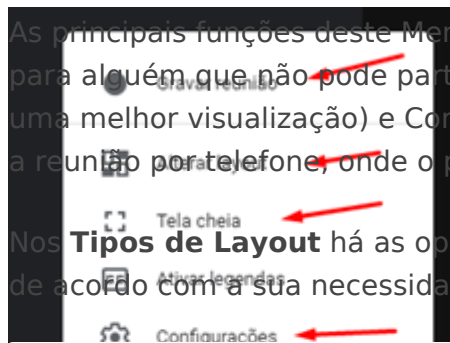 As principais funções deste Men
Gravar reunião
para alguém que não pode part
uma melhor visualização) e Con
Alterar layout
a reunião por telefone, onde o p
Tela cheia
Nos Tipos de Layout há as op
Ativar legendas
de acordo com a sua necessida
Configurações